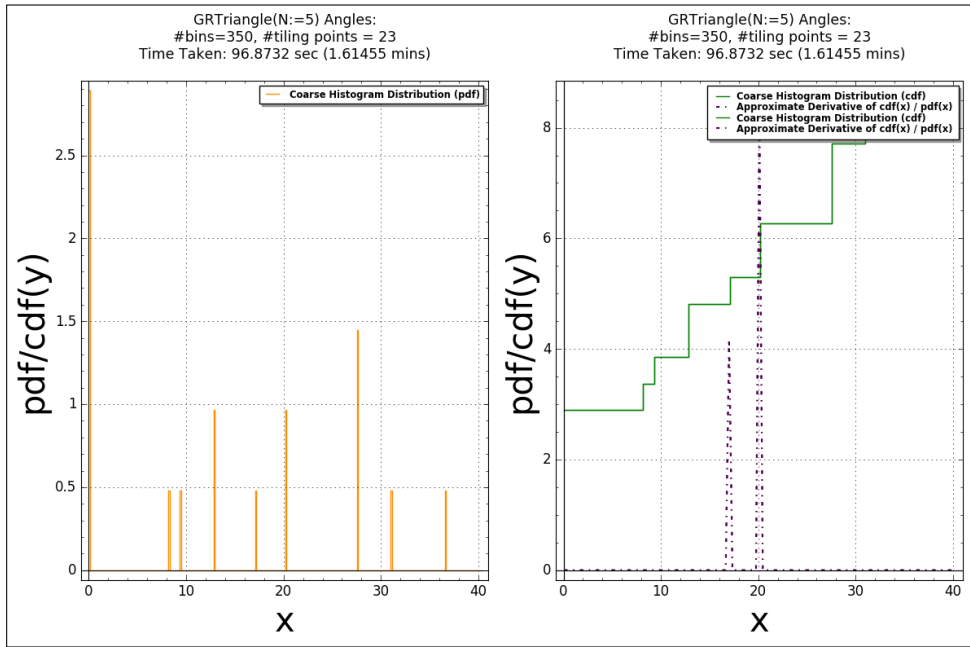 GRTriangle(N:=5) Angles:
#bins=350, #tiling points = 23
Time Taken: 96.8732 sec (1.61455 mins)
Coarse Histogram Distribution (pdf)
pdf/cdf(y)
2.5
2
1.5
1
0.5
0
0 10 20 30 40
x
GRTriangle(N:=5) Angles:
#bins=350, #tiling points = 23
Time Taken: 96.8732 sec (1.61455 mins)
Coarse Histogram Distribution (cdf)
Approximate Derivative of cdf(x) / pdf(x)
Coarse Histogram Distribution (cdf)
Approximate Derivative of cdf(x) / pdf(x)
pdf/cdf(y)
8
6
4
2
0
0 10 20 30 40
x